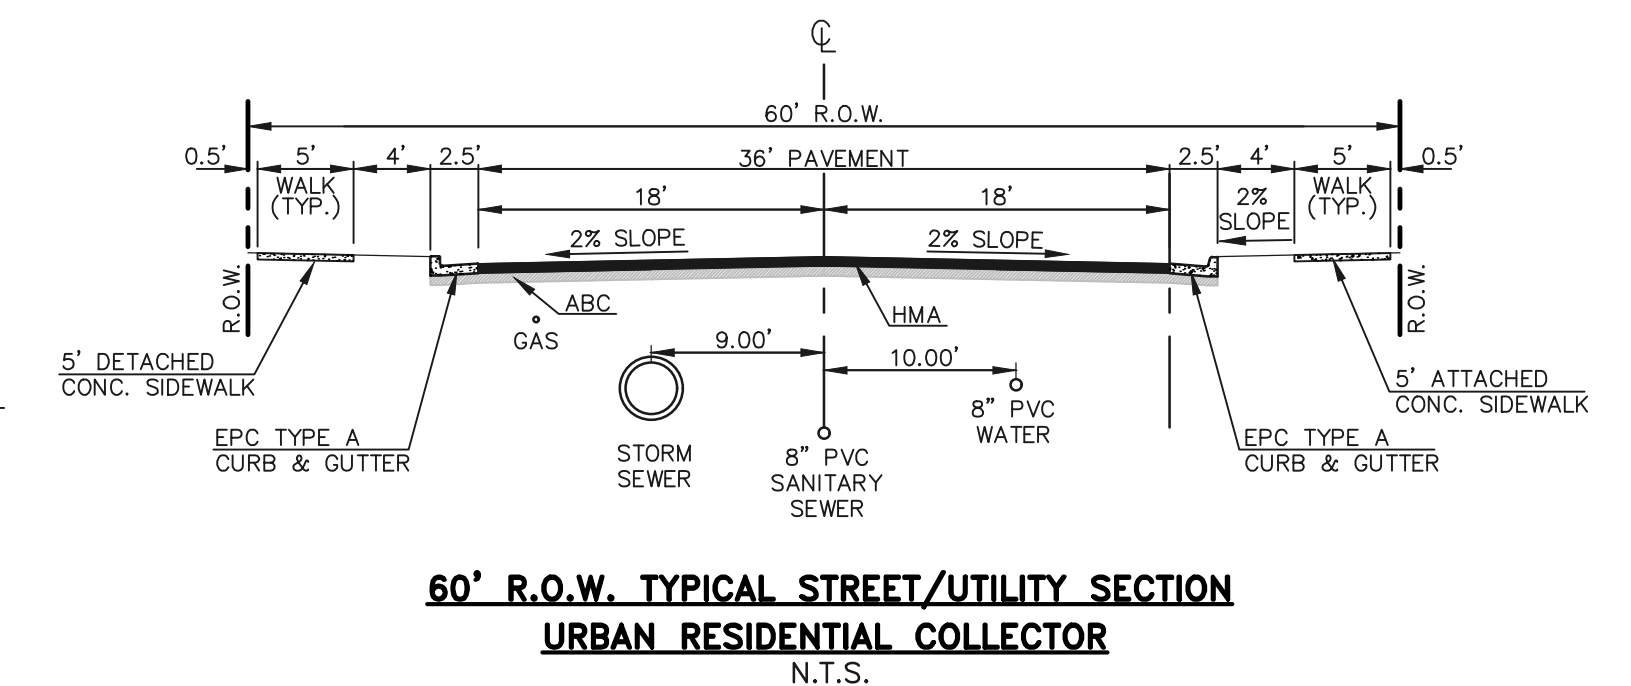 ℄
60' R.O.W.
0.5'
5'
4'
2.5'
36' PAVEMENT
2.5'
4'
5'
0.5'
WALK
(TYP.)
18'
18'
2%
SLOPE
WALK
(TYP.)
2% SLOPE
2% SLOPE
R.O.W.
R.O.W.
ABC
HMA
GAS
9.00'
10.00'
5' DETACHED
CONC. SIDEWALK
5' ATTACHED
CONC. SIDEWALK
8" PVC
WATER
EPC TYPE A
CURB & GUTTER
STORM
SEWER
8" PVC
SANITARY
SEWER
EPC TYPE A
CURB & GUTTER
60' R.O.W. TYPICAL STREET/UTILITY SECTION
URBAN RESIDENTIAL COLLECTOR
N.T.S.